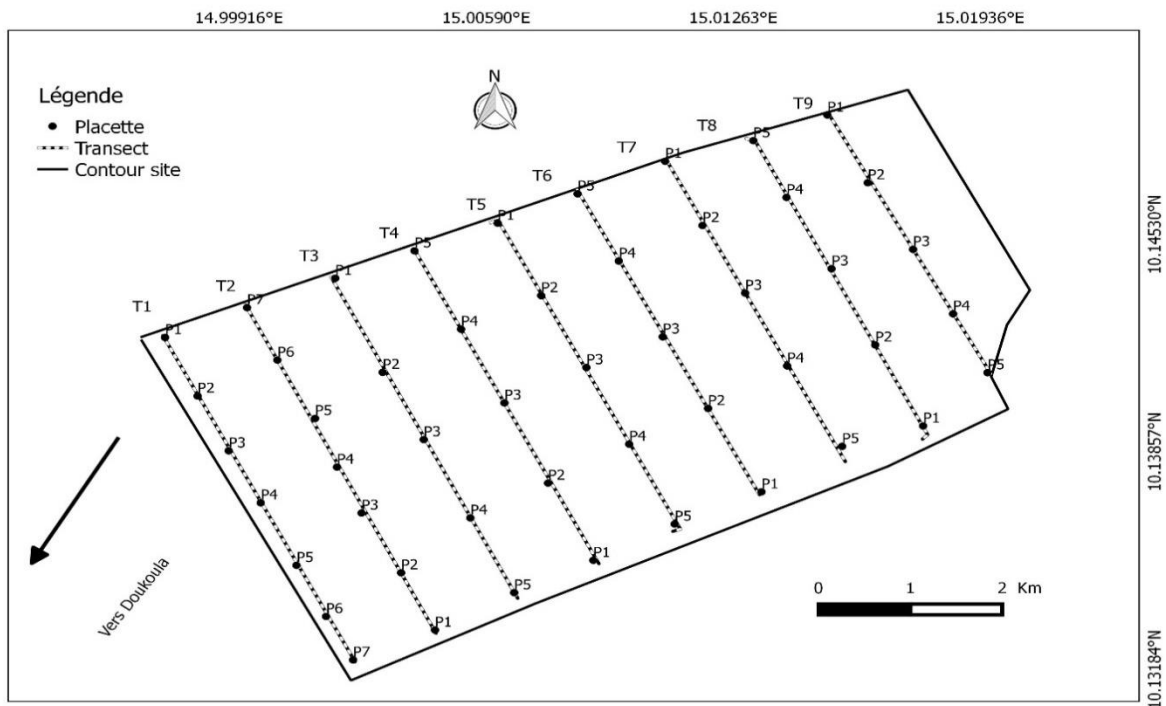 14.99916°E 15.00590°E 15.01263°E 15.01936°E
N
Légende
Placette
Transect
Contour site
T1 T2 T3 T4 T5 T6 T7 T8 T9
P1 P2 P3 P4 P5 P6 P7
P7 P6 P5 P4 P3 P2 P1
P1 P2 P3 P4 P5
P5 P4 P3 P2 P1
P1 P2 P3 P4 P5
P5 P4 P3 P2 P1
P1 P2 P3 P4 P5
P5 P4 P3 P2 P1
P1 P2 P3 P4 P5
10.14530°N
10.13857°N
10.13184°N
Vers Doukoula
0 1 2 Km